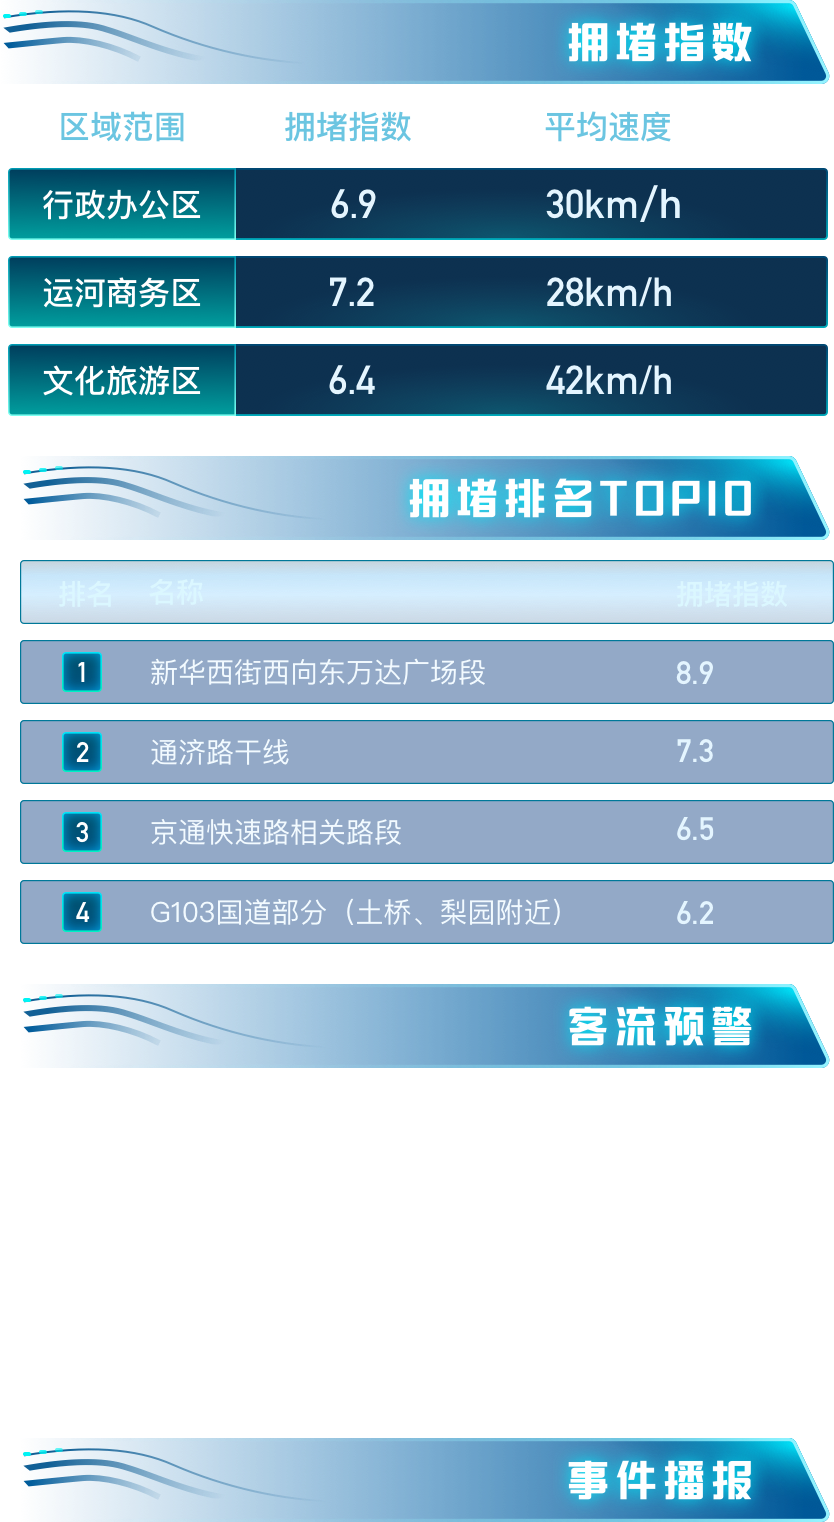 拥堵指数
区域范围 拥堵指数 平均速度
行政办公区 6.9 30km/h
运河商务区 7.2 28km/h
文化旅游区 6.4 42km/h
拥堵排名TOP10
排名 名称 拥堵指数
1 新华西街西向东万达广场段 8.9
2 通济路干线 7.3
3 京通快速路相关路段 6.5
4 G103国道部分（土桥、梨园附近） 6.2
客流预警
事件播报